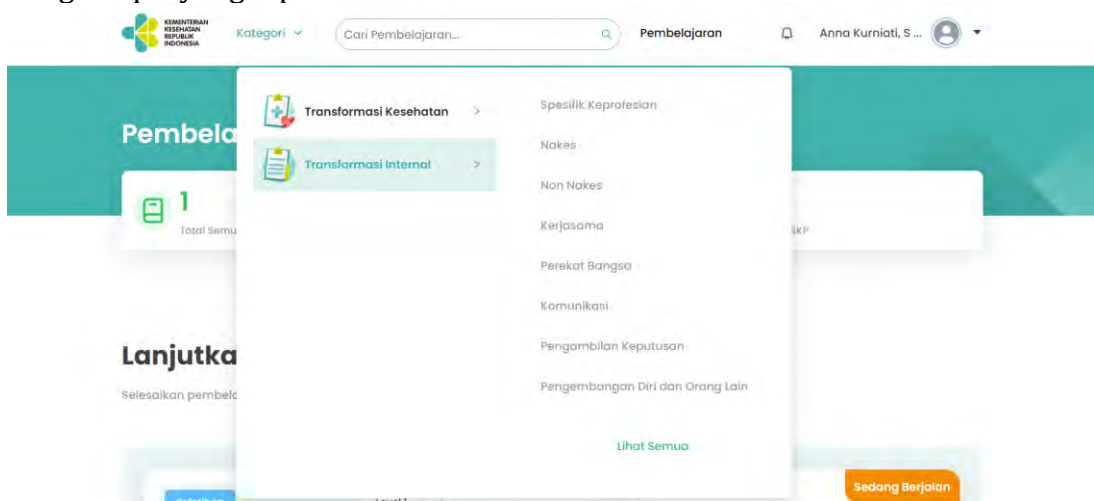 KEMENTERIAN
KESEHATAN
REPUBLIK
INDONESIA
Kategori
Cari Pembelajaran...
Pembelajaran
Anna Kurniati, S ...
Transformasi Kesehatan >
Transformasi Internal >
Spesifik Keprofesian
Nakes
Non Nakes
Kerjasama
Perekat Bangsa
Komunikasi
Pengambilan Keputusan
Pengembangan Diri dan Orang Lain
Lihat Semua
Pembela
1
Total Semu
SKP
Lanjutka
Selesaikan pembela
Sedang Berjalan